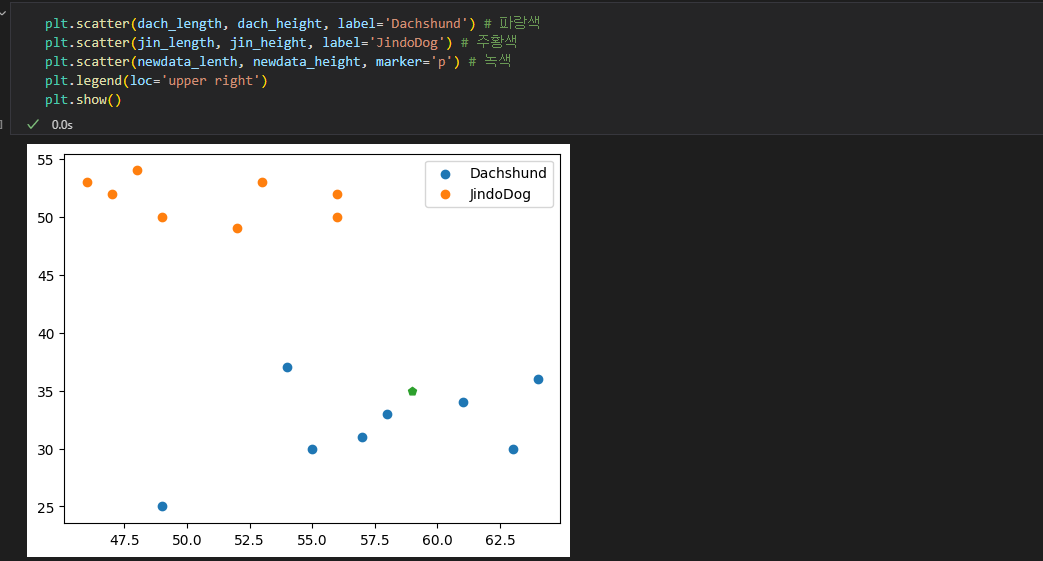 plt.scatter(dach_length, dach_height, label='Dachshund') # 파랑색
plt.scatter(jin_length, jin_height, label='JindoDog') # 주황색
plt.scatter(newdata_lenth, newdata_height, marker='p') # 녹색
plt.legend(loc='upper right')
plt.show()
]
0.0s
55
50
45
40
35
30
25
Dachshund
JindoDog
47.5 50.0 52.5 55.0 57.5 60.0 62.5